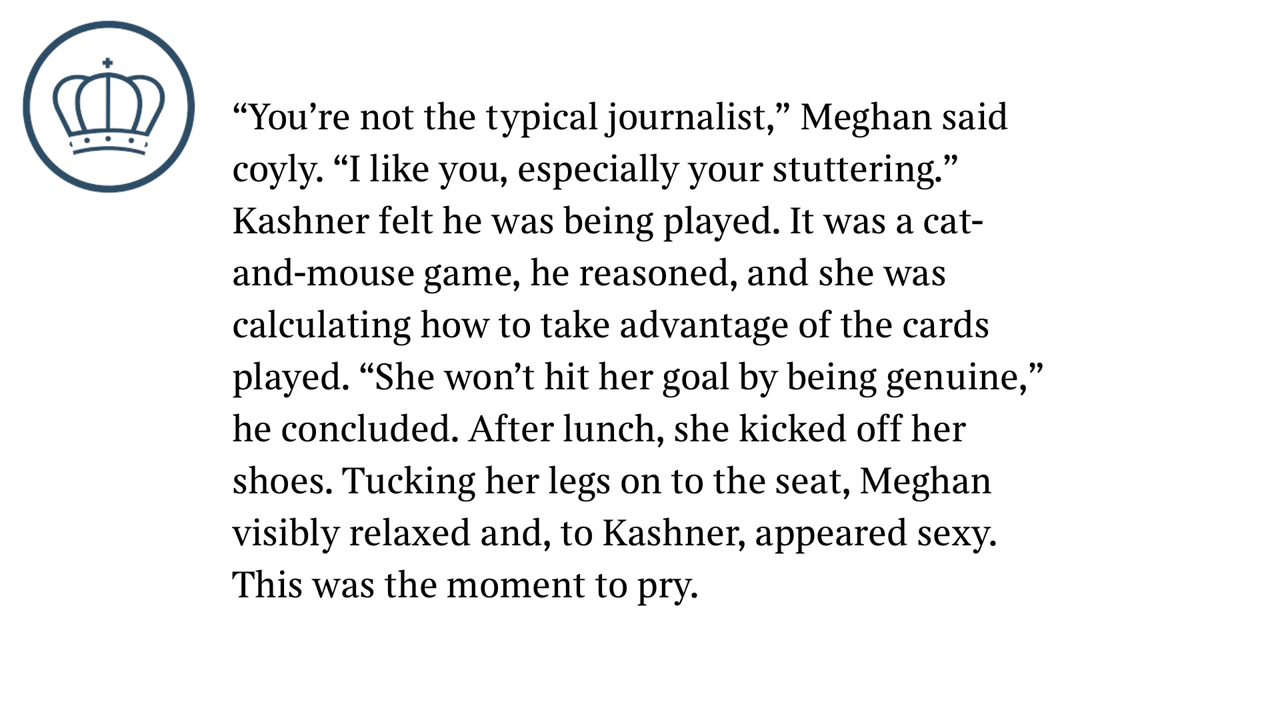 “You’re not the typical journalist,” Meghan said
coyly. “I like you, especially your stuttering.”
Kashner felt he was being played. It was a cat-
and-mouse game, he reasoned, and she was
calculating how to take advantage of the cards
played. “She won’t hit her goal by being genuine,”
he concluded. After lunch, she kicked off her
shoes. Tucking her legs on to the seat, Meghan
visibly relaxed and, to Kashner, appeared sexy.
This was the moment to pry.